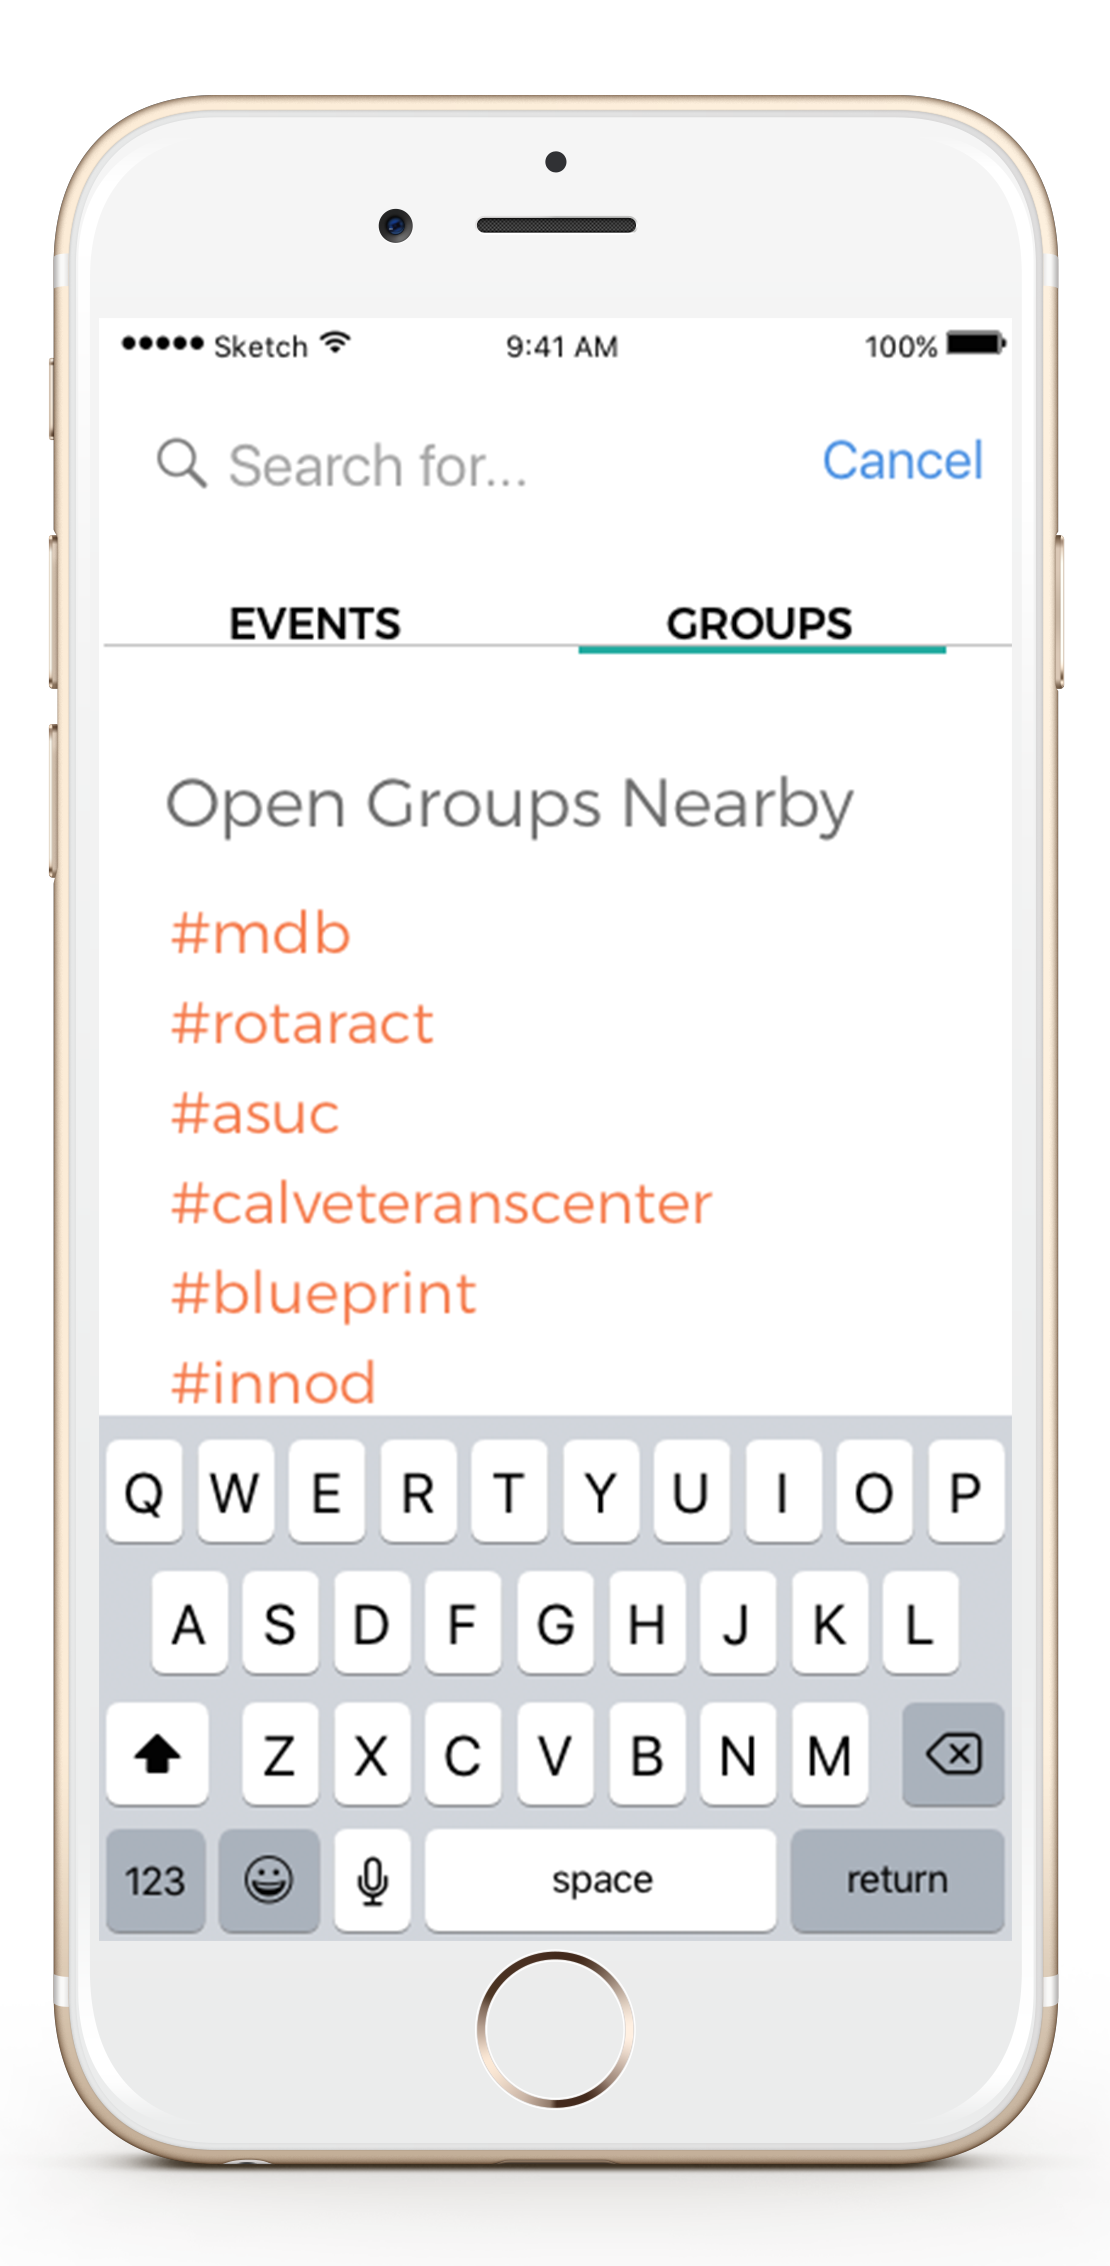 Sketch 9:41 AM 100%
Search for... Cancel
EVENTS GROUPS
Open Groups Nearby
#mdb
#rotaract
#asuc
#calveteranscenter
#blueprint
#innod
Q W E R T Y U I O P
A S D F G H J K L
Z X C V B N M
123 space return